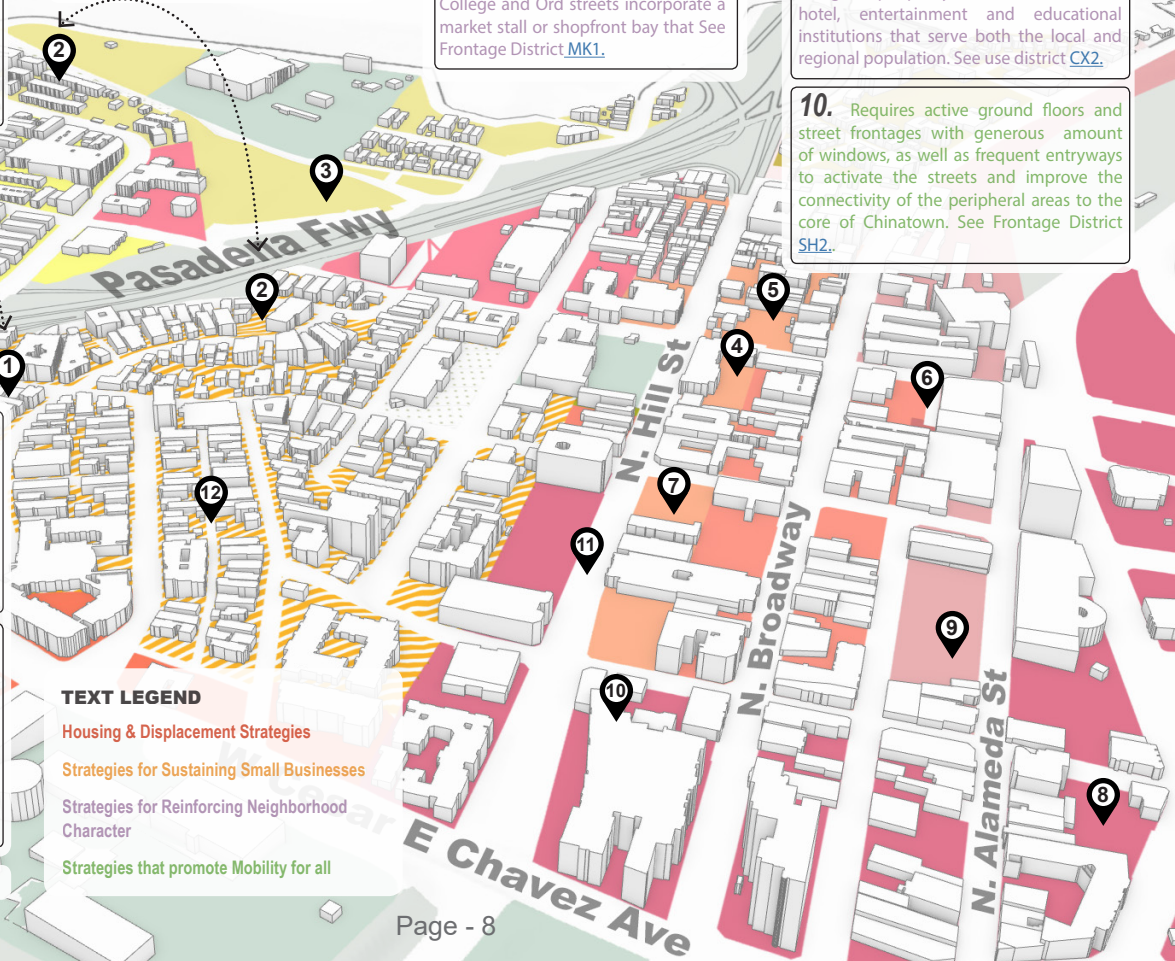 College and Ord streets incorporate a
market stall or shopfront bay that See
Frontage District MK1.
hotel, entertainment and educational
institutions that serve both the local and
regional population. See use district CX2.
10. Requires active ground floors and
street frontages with generous amount
of windows, as well as frequent entryways
to activate the streets and improve the
connectivity of the peripheral areas to the
core of Chinatown. See Frontage District
SH2..
2
3
Pasadena Fwy
2
1
5
4
6
N. Hill St
7
12
11
N. Broadway
9
10
N. Alameda St
8
TEXT LEGEND
Housing & Displacement Strategies
Strategies for Sustaining Small Businesses
Strategies for Reinforcing Neighborhood
Character
Strategies that promote Mobility for all
W Cesar E Chavez Ave
Page - 8